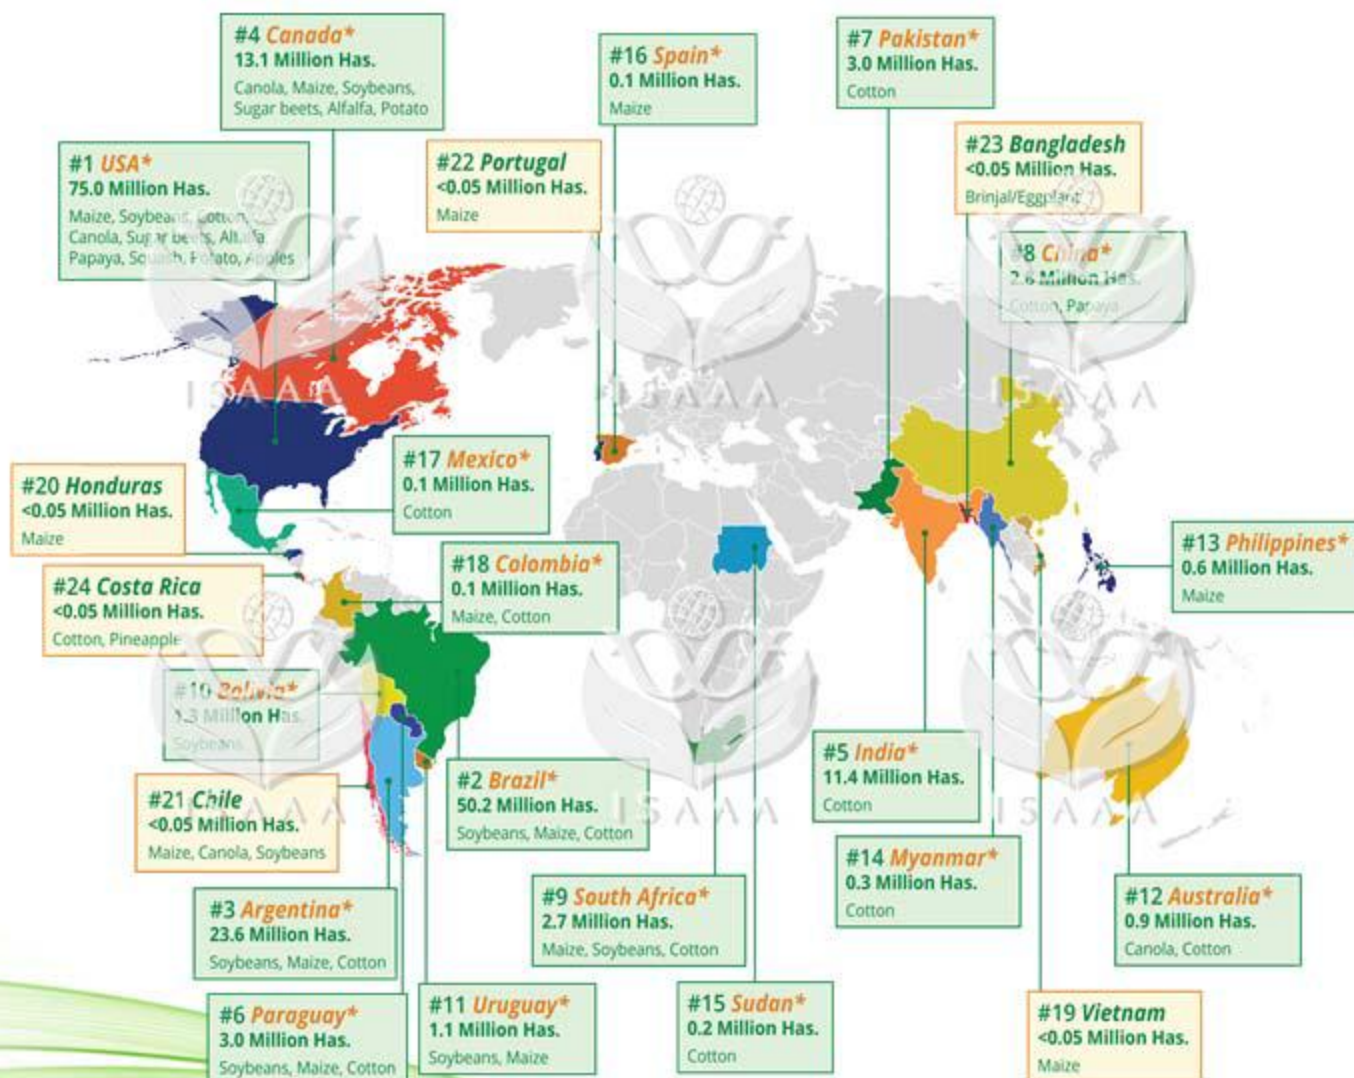 #4 Canada*
13.1 Million Has.
Canola, Maize, Soybeans,
Sugar beets, Alfalfa, Potato
#16 Spain*
0.1 Million Has.
Maize
#7 Pakistan*
3.0 Million Has.
Cotton
#1 USA*
75.0 Million Has.
Maize, Soybeans, Cotton,
Canola, Sugar beets, Alfalfa,
Papaya, Squash, Potato, Apples
#22 Portugal
<0.05 Million Has.
Maize
#23 Bangladesh
<0.05 Million Has.
Brinjal/Eggplant
#8 China*
Million Has.
Cotton, Papaya
ISAAA
ISAAA
ISAAA
#17 Mexico*
0.1 Million Has.
Cotton
#20 Honduras
<0.05 Million Has.
Maize
#18 Colombia*
0.1 Million Has.
Maize, Cotton
#13 Philippines*
0.6 Million Has.
Maize
#24 Costa Rica
<0.05 Million Has.
Cotton, Pineapple
#10 Bolivia*
1.3 Million Has.
Soybeans
#2 Brazil*
50.2 Million Has.
Soybeans, Maize, Cotton
#5 India*
11.4 Million Has.
Cotton
#21 Chile
<0.05 Million Has.
Maize, Canola, Soybeans
ISAAA
ISAAA
ISAAA
#14 Myanmar*
0.3 Million Has.
Cotton
#3 Argentina*
23.6 Million Has.
Soybeans, Maize, Cotton
#9 South Africa*
2.7 Million Has.
Maize, Soybeans, Cotton
#12 Australia*
0.9 Million Has.
Canola, Cotton
#6 Paraguay*
3.0 Million Has.
Soybeans, Maize, Cotton
#11 Uruguay*
1.1 Million Has.
Soybeans, Maize
#15 Sudan*
0.2 Million Has.
Cotton
#19 Vietnam
<0.05 Million Has.
Maize